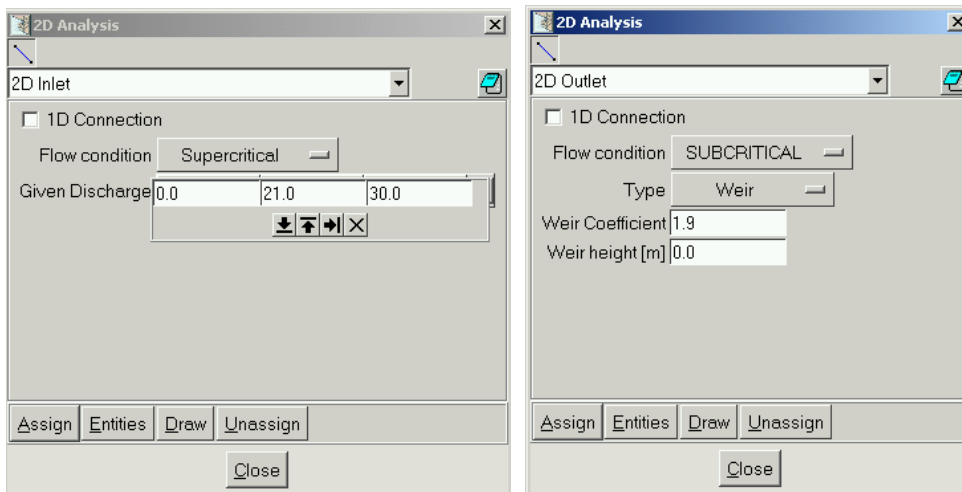 2D Analysis
2D Inlet
1D Connection
Flow condition Supercritical
Given Discharge 0.0 21.0 30.0
Assign Entities Draw Unassign
Close
2D Analysis
2D Outlet
1D Connection
Flow condition SUBCRITICAL
Type Weir
Weir Coefficient 1.9
Weir height [m] 0.0
Assign Entities Draw Unassign
Close